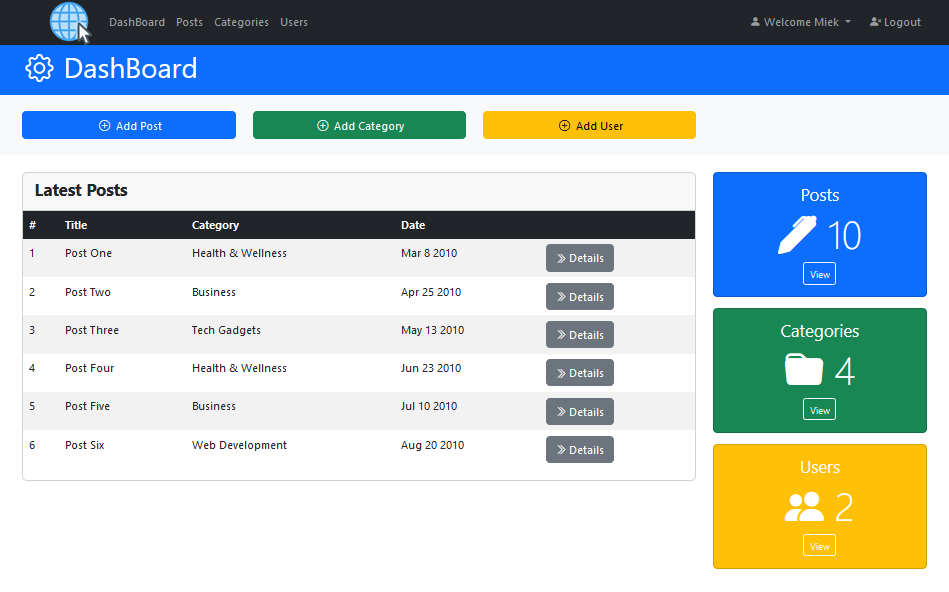 DashBoard Posts Categories Users Welcome Miek Logout
DashBoard
Add Post Add Category Add User
Latest Posts
# Title Category Date
1 Post One Health & Wellness Mar 8 2010 Details
2 Post Two Business Apr 25 2010 Details
3 Post Three Tech Gadgets May 13 2010 Details
4 Post Four Health & Wellness Jun 23 2010 Details
5 Post Five Business Jul 10 2010 Details
6 Post Six Web Development Aug 20 2010 Details
Posts
10
View
Categories
4
View
Users
2
View